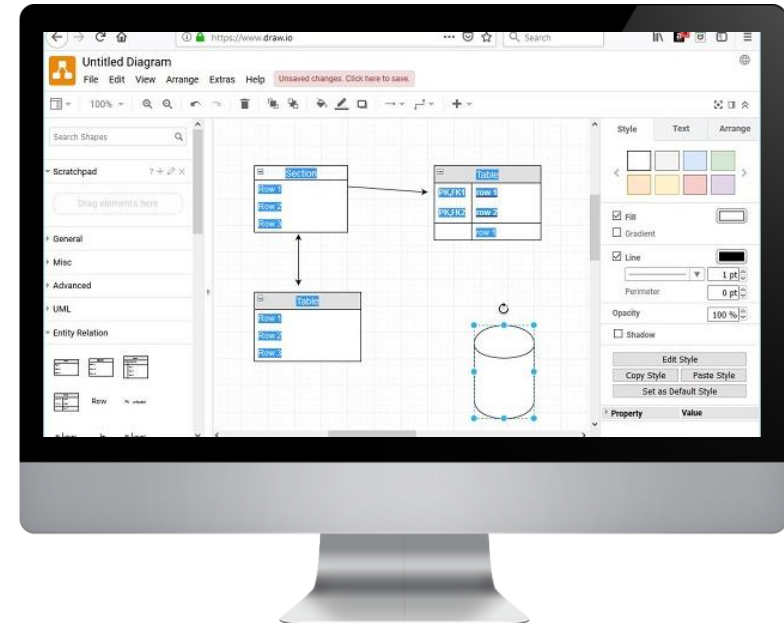 https://www.draw.io
Search
Untitled Diagram
File Edit View Arrange Extras Help Unsaved changes. Click here to save.
100%
Search Shapes
Scratchpad
Drag elements here
General
Misc
Advanced
UML
Entity Relation
Row
Section
Row 1
Row 2
Row 3
Table
PK,FK1 row 1
PK,FK2 row 2
row 1
Table
Row 1
Row 2
Row 3
Style Text Arrange
Fill
Gradient
Line
1 pt
Perimeter 0 pt
Opacity 100 %
Shadow
Edit Style
Copy Style Paste Style
Set as Default Style
Property Value